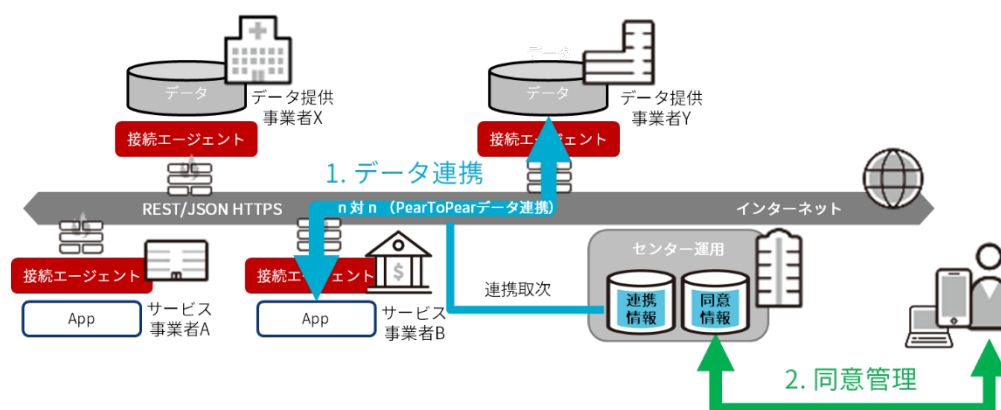 データ
データ提供
事業者X
接続エージェント
データ
データ
データ提供
事業者Y
接続エージェント
1. データ連携
REST/JSON HTTPS
n 対 n （PearToPearデータ連携）
インターネット
接続エージェント
App
サービス
事業者A
接続エージェント
App
サービス
事業者B
$
連携取次
センター運用
連携
情報
同意
情報
2. 同意管理